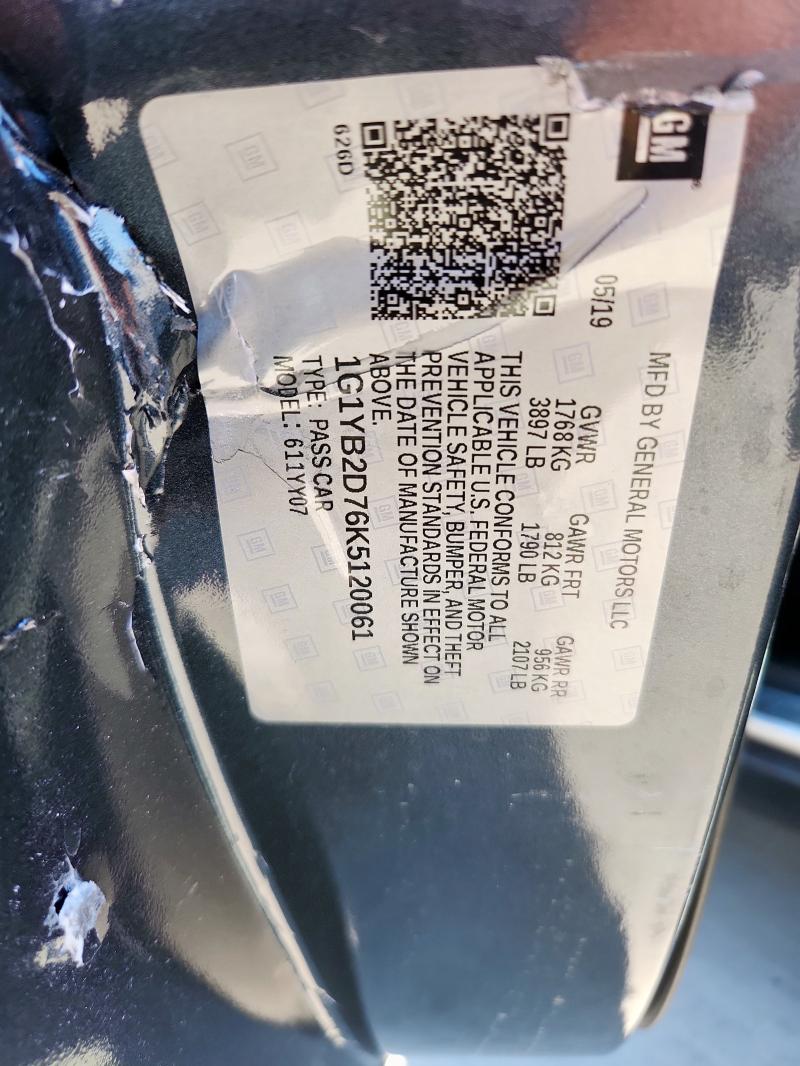 GM
MFD BY GENERAL MOTORS LLC
05/19
GVWR GAWR FRT GAWR RR
1768 KG 812 KG 956 KG
3897 LB 1790 LB 2107 LB
THIS VEHICLE CONFORMS TO ALL
APPLICABLE U.S. FEDERAL MOTOR
VEHICLE SAFETY, BUMPER, AND THEFT
PREVENTION STANDARDS IN EFFECT ON
THE DATE OF MANUFACTURE SHOWN
ABOVE.
1G1YB2D76K5120061
TYPE: PASS CAR
MODEL: 611YY07
626D